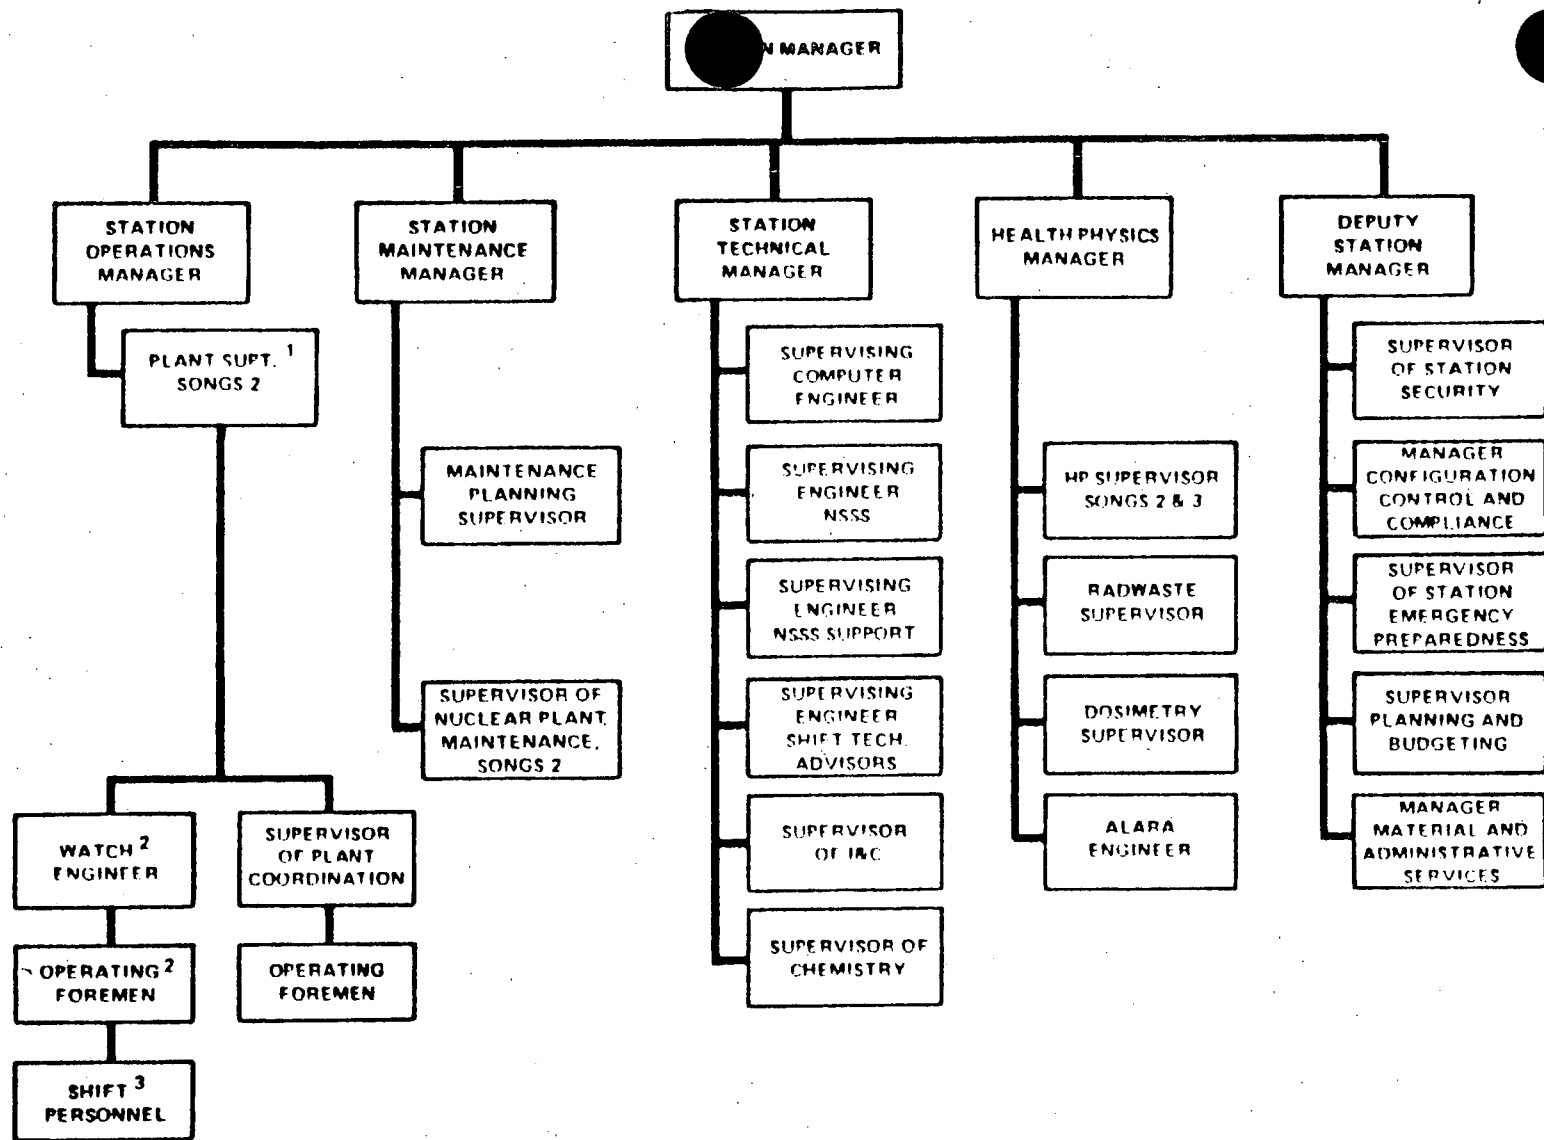 N MANAGER
STATION
OPERATIONS
MANAGER
STATION
MAINTENANCE
MANAGER
STATION
TECHNICAL
MANAGER
HEALTH PHYSICS
MANAGER
DEPUTY
STATION
MANAGER
PLANT SUPT. 1
SONGS 2
WATCH 2
ENGINEER
OPERATING 2
FOREMEN
SHIFT 3
PERSONNEL
SUPERVISOR
OF PLANT
COORDINATION
OPERATING
FOREMEN
MAINTENANCE
PLANNING
SUPERVISOR
SUPERVISOR OF
NUCLEAR PLANT
MAINTENANCE,
SONGS 2
SUPERVISING
COMPUTER
ENGINEER
SUPERVISING
ENGINEER
NSSS
SUPERVISING
ENGINEER
NSSS SUPPORT
SUPERVISING
ENGINEER
SHIFT TECH.
ADVISORS
SUPERVISOR
OF I&C
SUPERVISOR OF
CHEMISTRY
HP SUPERVISOR
SONGS 2 & 3
RADWASTE
SUPERVISOR
DOSIMETRY
SUPERVISOR
ALARA
ENGINEER
SUPERVISOR
OF STATION
SECURITY
MANAGER
CONFIGURATION
CONTROL AND
COMPLIANCE
SUPERVISOR
OF STATION
EMERGENCY
PREPAREDNESS
SUPERVISOR
PLANNING AND
BUDGETING
MANAGER
MATERIAL AND
ADMINISTRATIVE
SERVICES